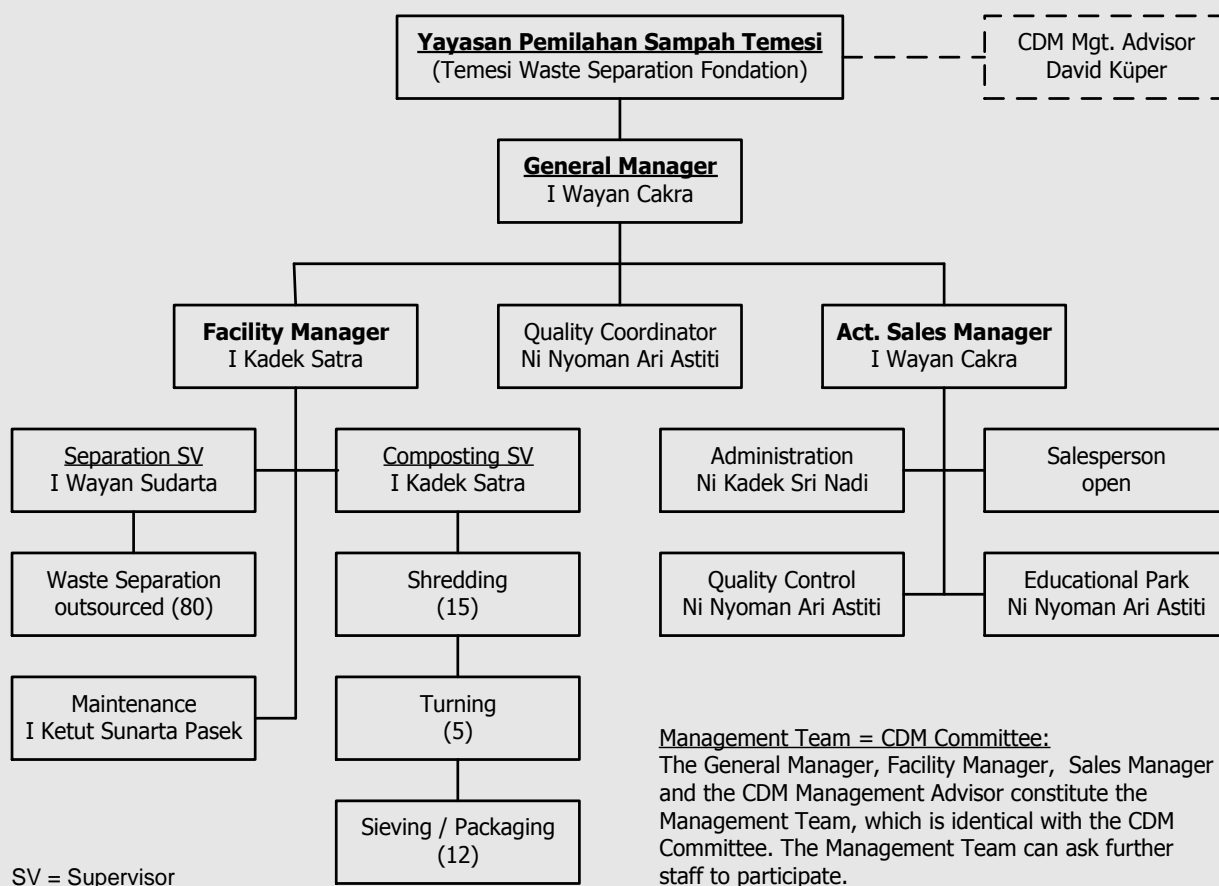 Yayasan Pemilahan Sampah Temesi
(Temesi Waste Separation Fondation)
CDM Mgt. Advisor
David Küper
General Manager
I Wayan Cakra
Facility Manager
I Kadek Satra
Quality Coordinator
Ni Nyoman Ari Astiti
Act. Sales Manager
I Wayan Cakra
Separation SV
I Wayan Sudarta
Composting SV
I Kadek Satra
Administration
Ni Kadek Sri Nadi
Salesperson
open
Waste Separation
outsourced (80)
Shredding
(15)
Quality Control
Ni Nyoman Ari Astiti
Educational Park
Ni Nyoman Ari Astiti
Maintenance
I Ketut Sunarta Pasek
Turning
(5)
Sieving / Packaging
(12)
Management Team = CDM Committee:
The General Manager, Facility Manager, Sales Manager
and the CDM Management Advisor constitute the
Management Team, which is identical with the CDM
Committee. The Management Team can ask further
staff to participate.
SV = Supervisor